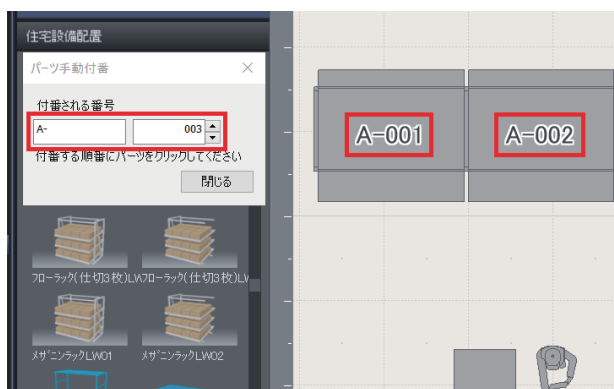 住宅設備配置
パーツ手動付番
付番される番号
A-
003
付番する順番にパーツをクリックしてください
閉じる
フローラック(仕切3枚)LW
フローラック(仕切3枚)LW
メザニンラックLW01
メザニンラックLW02
A-001
A-002